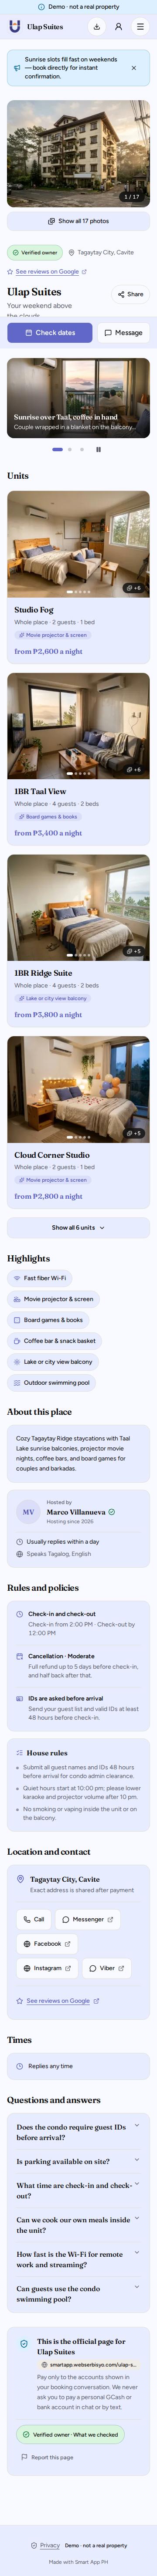 Demo · not a real property
Ulap Suites
Sunrise slots fill fast on weekends
— book directly for instant
confirmation.
1 / 17
Show all 17 photos
Verified owner
Tagaytay City, Cavite
See reviews on Google
Ulap Suites
Share
Your weekend above
the clouds
Check dates
Message
Sunrise over Taal, coffee in hand
Couple wrapped in a blanket on the balcony...
Units
+6
Studio Fog
Whole place · 2 guests · 1 bed
Movie projector & screen
from ₱2,600 a night
+6
1BR Taal View
Whole place · 4 guests · 2 beds
Board games & books
from ₱3,400 a night
+5
1BR Ridge Suite
Whole place · 4 guests · 2 beds
Lake or city view balcony
from ₱3,800 a night
+5
Cloud Corner Studio
Whole place · 2 guests · 1 bed
Movie projector & screen
from ₱2,800 a night
Show all 6 units
Highlights
Fast fiber Wi-Fi
Movie projector & screen
Board games & books
Coffee bar & snack basket
Lake or city view balcony
Outdoor swimming pool
About this place
Cozy Tagaytay Ridge staycations with Taal
Lake sunrise balconies, projector movie
nights, coffee bars, and board games for
couples and barkadas.
MV
Hosted by
Marco Villanueva
Hosting since 2026
Usually replies within a day
Speaks Tagalog, English
Rules and policies
Check-in and check-out
Check-in from 2:00 PM · Check-out by
12:00 PM
Cancellation · Moderate
Full refund up to 5 days before check-in,
and half back after that.
IDs are asked before arrival
Send your guest list and valid IDs at least
48 hours before check-in.
House rules
Submit all guest names and IDs 48 hours
before arrival for condo admin clearance.
Quiet hours start at 10:00 pm; please lower
karaoke and projector volume after 10 pm.
No smoking or vaping inside the unit or on
the balcony.
Location and contact
Tagaytay City, Cavite
Exact address is shared after payment
Call
Messenger
Facebook
Instagram
Viber
See reviews on Google
Times
Replies any time
Questions and answers
Does the condo require guest IDs
before arrival?
Is parking available on site?
What time are check-in and check-
out?
Can we cook our own meals inside
the unit?
How fast is the Wi-Fi for remote
work and streaming?
Can guests use the condo
swimming pool?
This is the official page for
Ulap Suites
smartapp.webserbisyo.com/ulap-s...
Pay only to the accounts shown in
your booking conversation. We never
ask you to pay a personal GCash or
bank account in chat or by text.
Verified owner · What we checked
Report this page
Privacy
Demo · not a real property
Made with Smart App PH